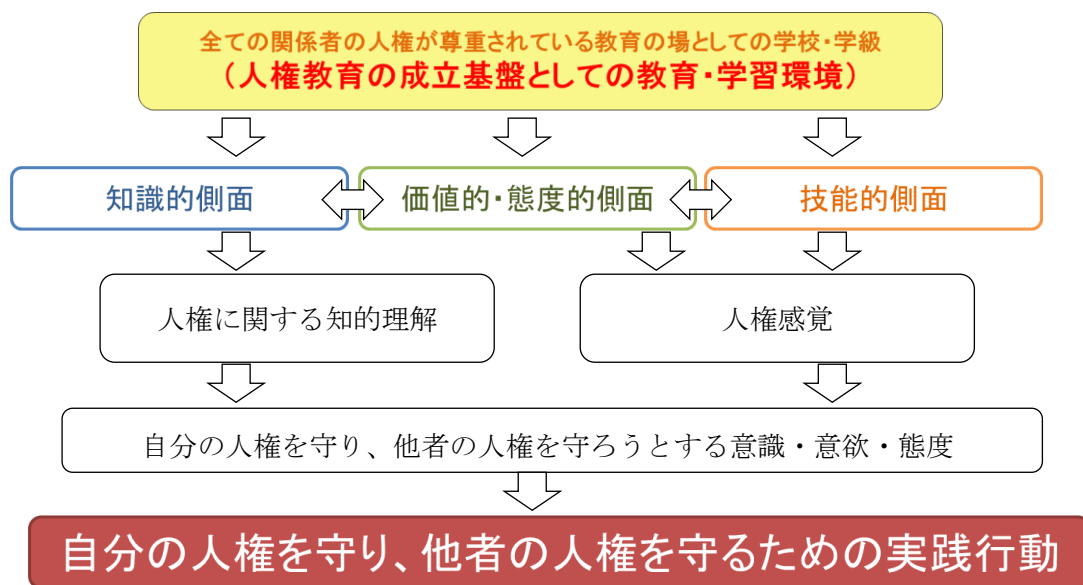 全ての関係者の人権が尊重されている教育の場としての学校・学級
（人権教育の成立基盤としての教育・学習環境）
知識的側面
価値的・態度的側面
技能的側面
人権に関する知的理解
人権感覚
自分の人権を守り、他者の人権を守ろうとする意識・意欲・態度
自分の人権を守り、他者の人権を守るための実践行動